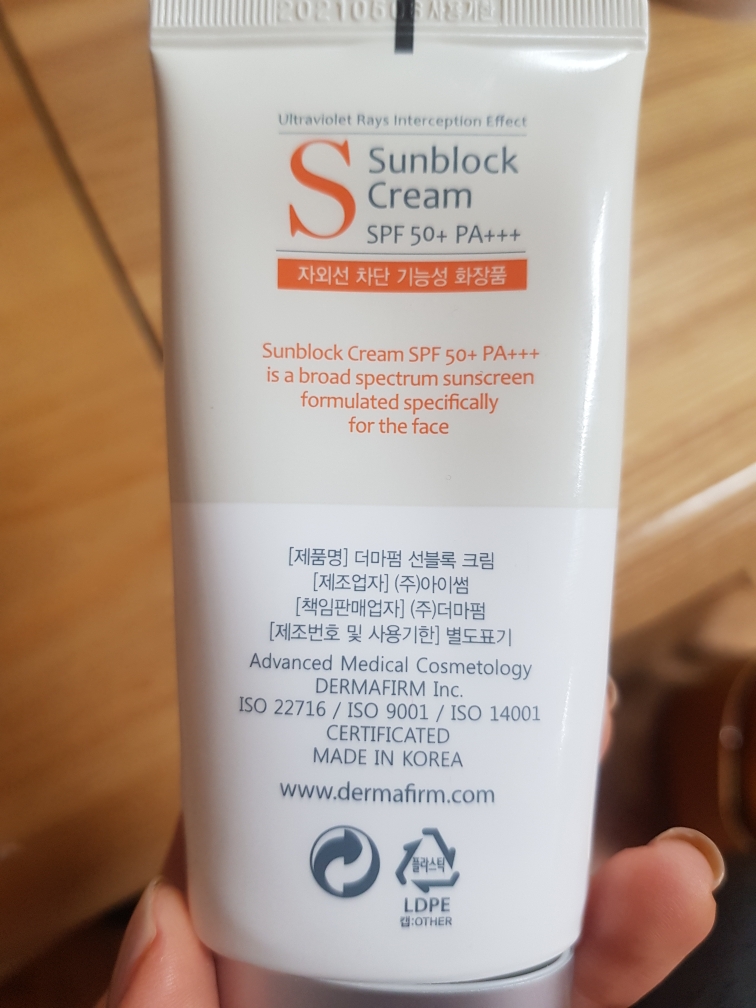 20210506 사용기한
Ultraviolet Rays Interception Effect
S Sunblock
Cream
SPF 50+ PA+++
자외선 차단 기능성 화장품
Sunblock Cream SPF 50+ PA+++
is a broad spectrum sunscreen
formulated specifically
for the face
[제품명] 더마펌 선블록 크림
[제조업자] (주)아이썸
[책임판매업자] (주)더마펌
[제조번호 및 사용기한] 별도표기
Advanced Medical Cosmetology
DERMAFIRM Inc.
ISO 22716 / ISO 9001 / ISO 14001
CERTIFICATED
MADE IN KOREA
www.dermafirm.com
플라스틱
LDPE
캡:OTHER